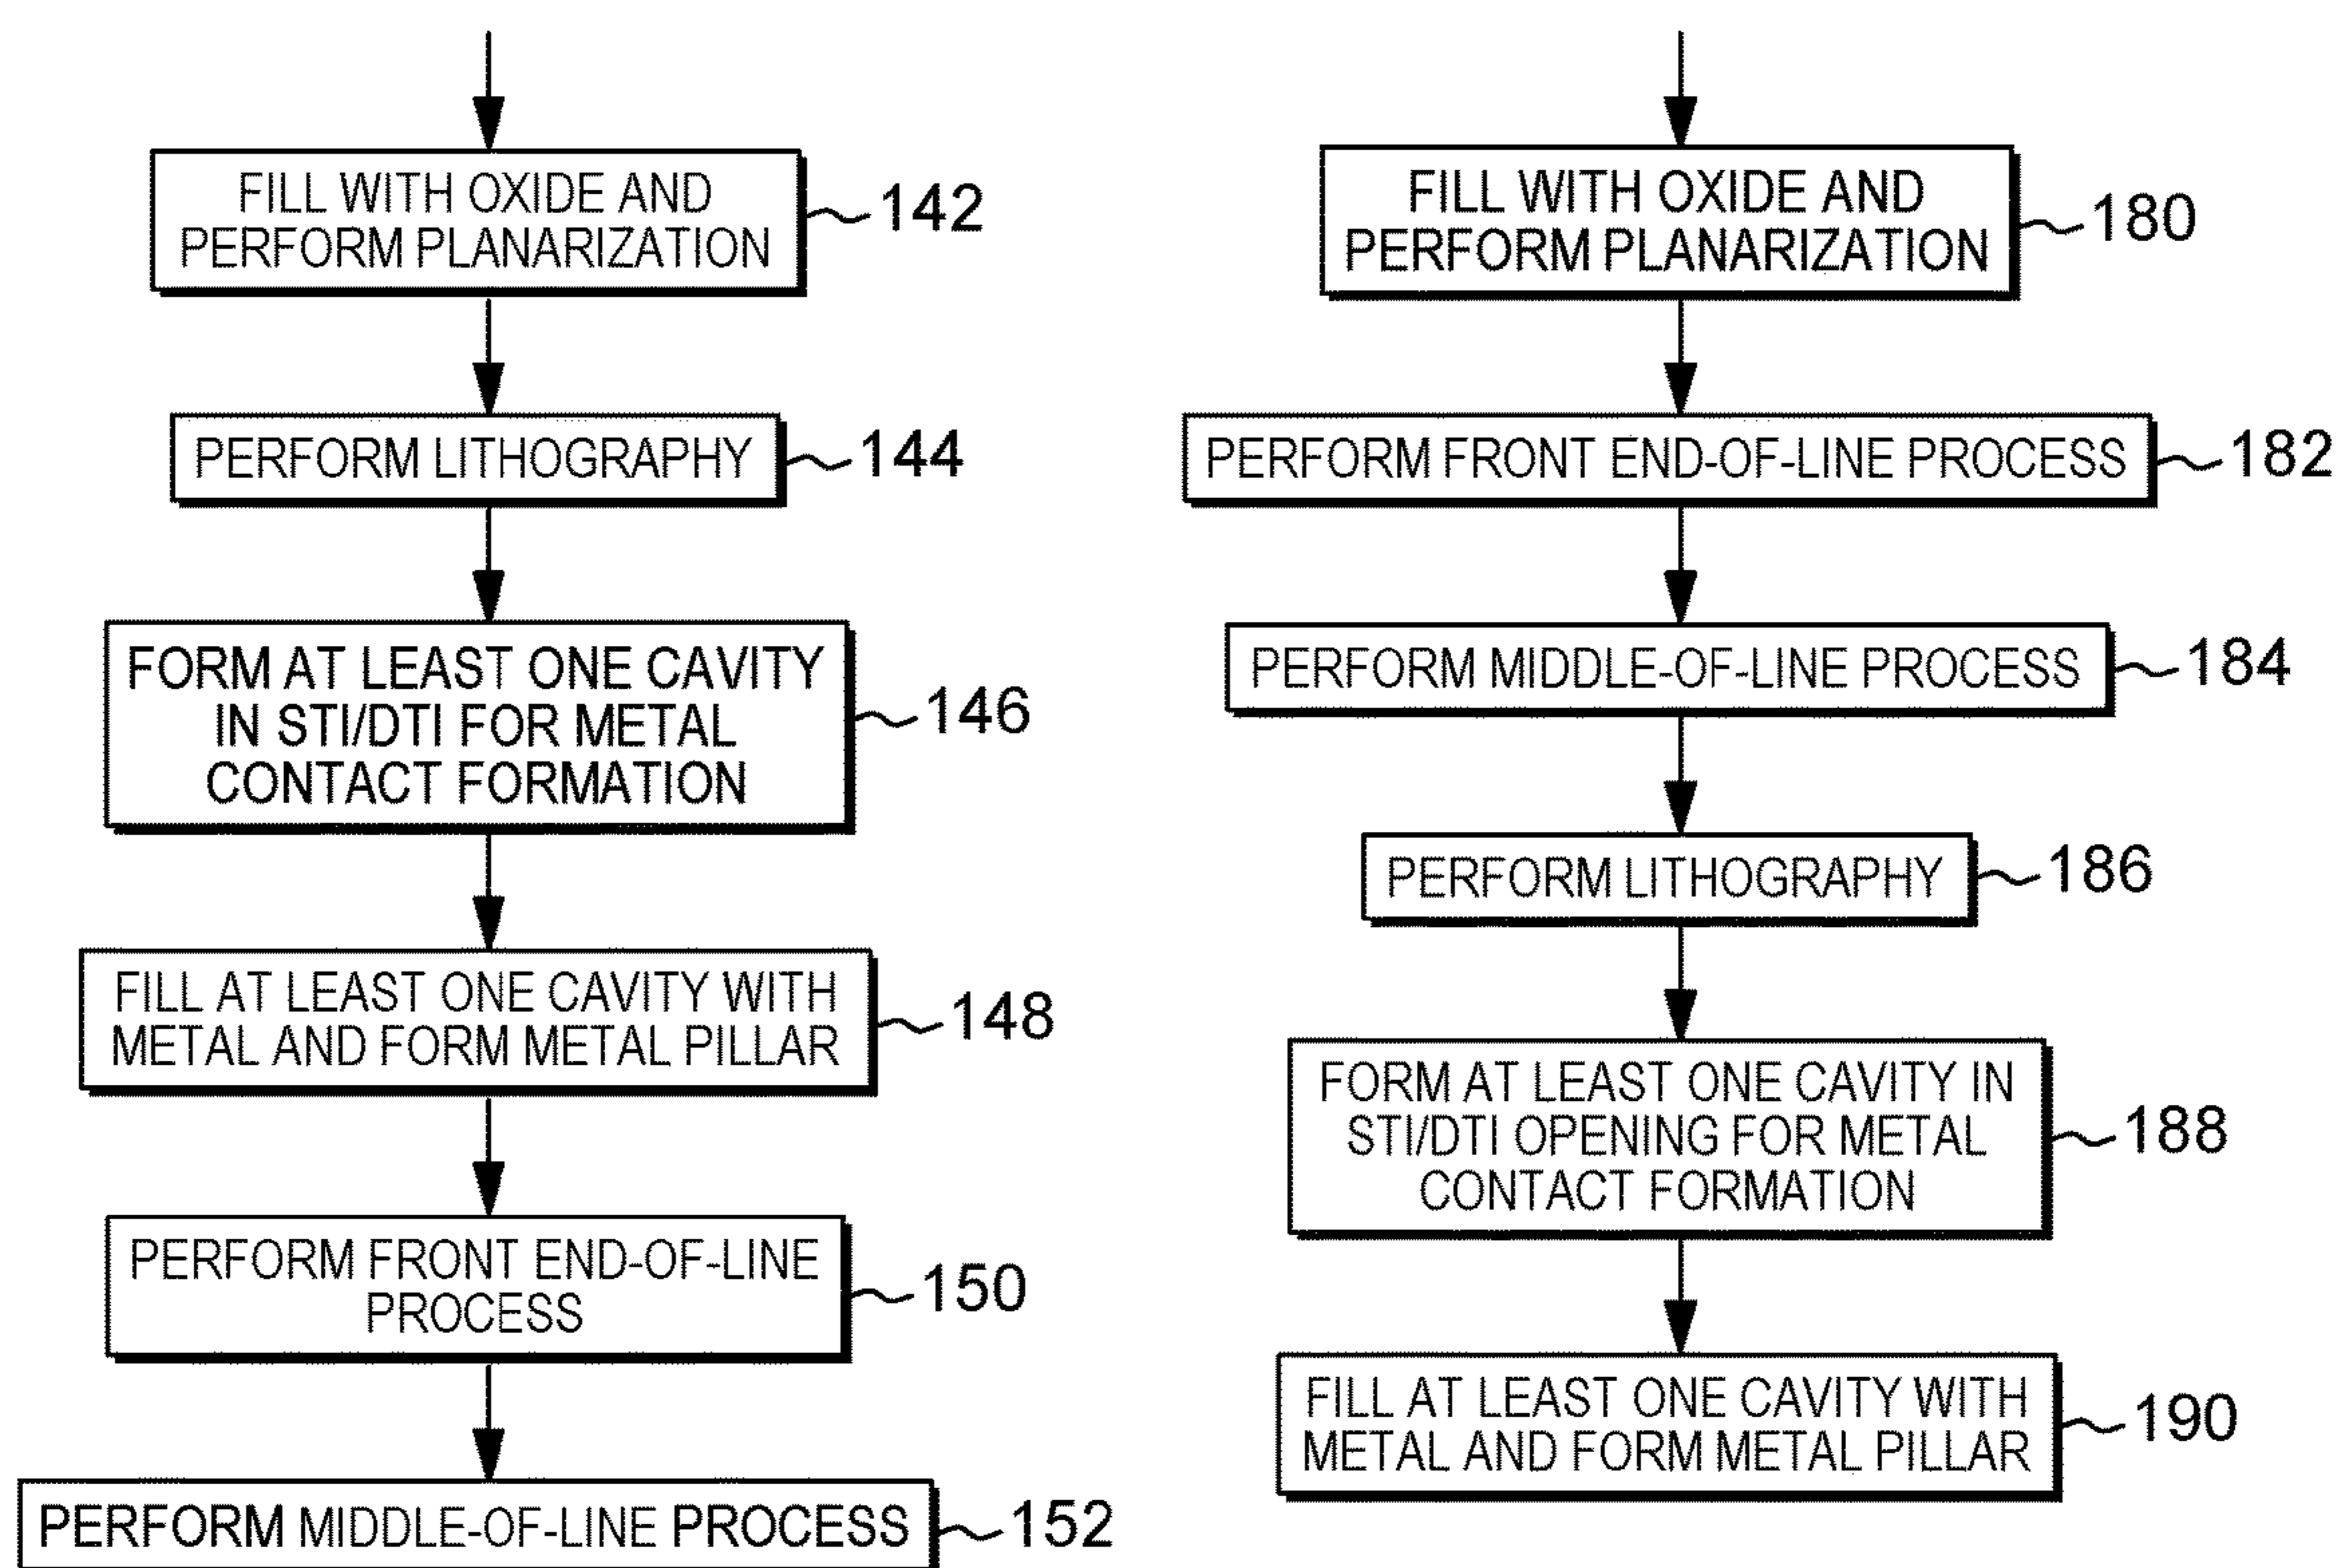 FILL WITH OXIDE AND
PERFORM PLANARIZATION
142
PERFORM LITHOGRAPHY
144
FORM AT LEAST ONE CAVITY
IN STI/DTI FOR METAL
CONTACT FORMATION
146
FILL AT LEAST ONE CAVITY WITH
METAL AND FORM METAL PILLAR
148
PERFORM FRONT END-OF-LINE
PROCESS
150
PERFORM MIDDLE-OF-LINE PROCESS
152
FILL WITH OXIDE AND
PERFORM PLANARIZATION
180
PERFORM FRONT END-OF-LINE PROCESS
182
PERFORM MIDDLE-OF-LINE PROCESS
184
PERFORM LITHOGRAPHY
186
FORM AT LEAST ONE CAVITY IN
STI/DTI OPENING FOR METAL
CONTACT FORMATION
188
FILL AT LEAST ONE CAVITY WITH
METAL AND FORM METAL PILLAR
190